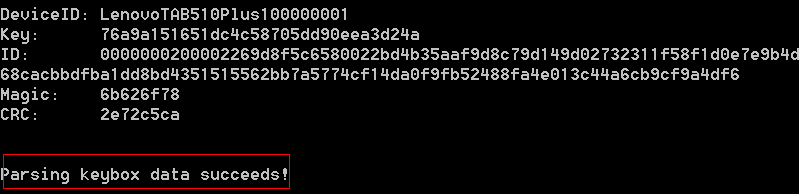 DeviceID: LenovoTAB510Plus100000001
Key: 76a9a151651dc4c58705dd90eea3d24a
ID: 0000000200002269d8f5c6580022bd4b35aaf9d8c79d149d02732311f58f1d0e7e9b4d
68cacbbdfba1dd8bd4351515562bb7a5774cf14da0f9fb52488fa4e013c44a6cb9cf9a4df6
Magic: 6b626f78
CRC: 2e72c5ca
Parsing keybox data succeeds!